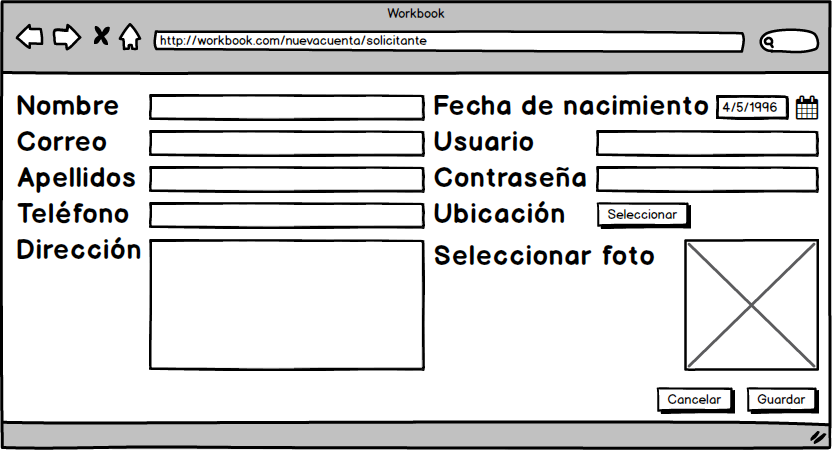 Workbook
http://workbook.com/nuevacuenta/solicitante
Nombre
Fecha de nacimiento 4/5/1996
Correo
Usuario
Apellidos
Contraseña
Teléfono
Ubicación Seleccionar
Dirección
Seleccionar foto
Cancelar Guardar